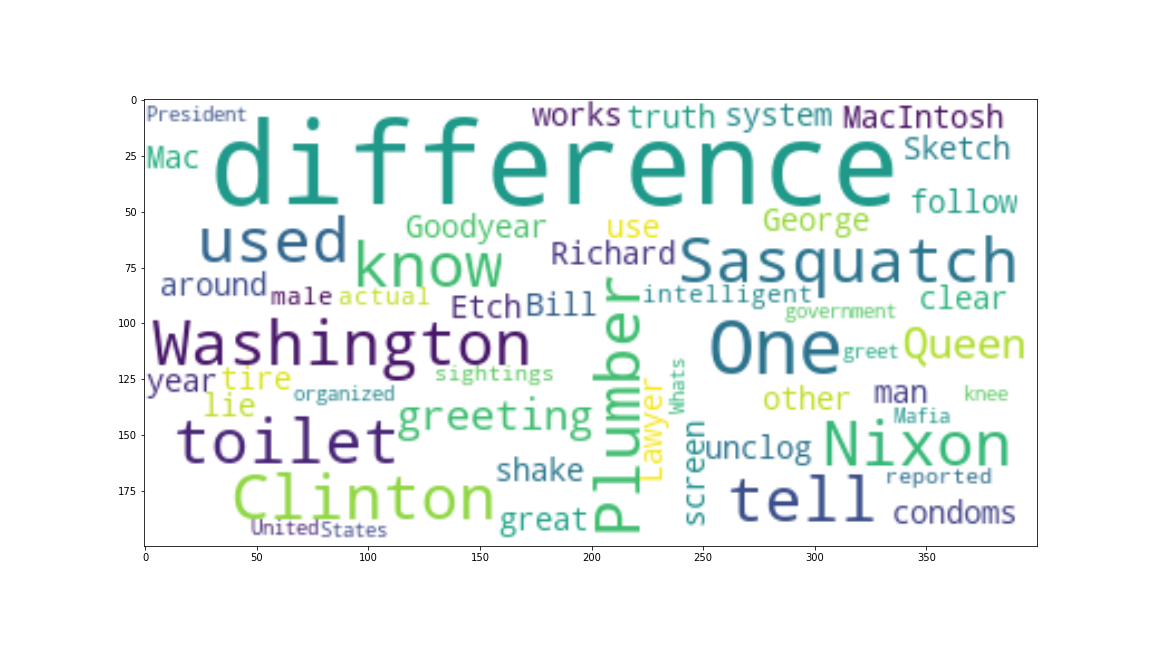 0
President
works truth system MacIntosh
difference
Mac
Sketch
25
follow
50
used
Goodyear
use
George
know
Richard
Sasquatch
75
around
male actual
Etch Bill
intelligent
clear
government
100
Washington
Plumber
One
greet
Queen
year tire
sightings
Whats
125
organized
Lawyer
other
man
knee
lie
greeting
Mafia
toilet
screen
unclog
Nixon
150
shake
reported
Clinton
tell
condoms
175
great
United States
0 50 100 150 200 250 300 350